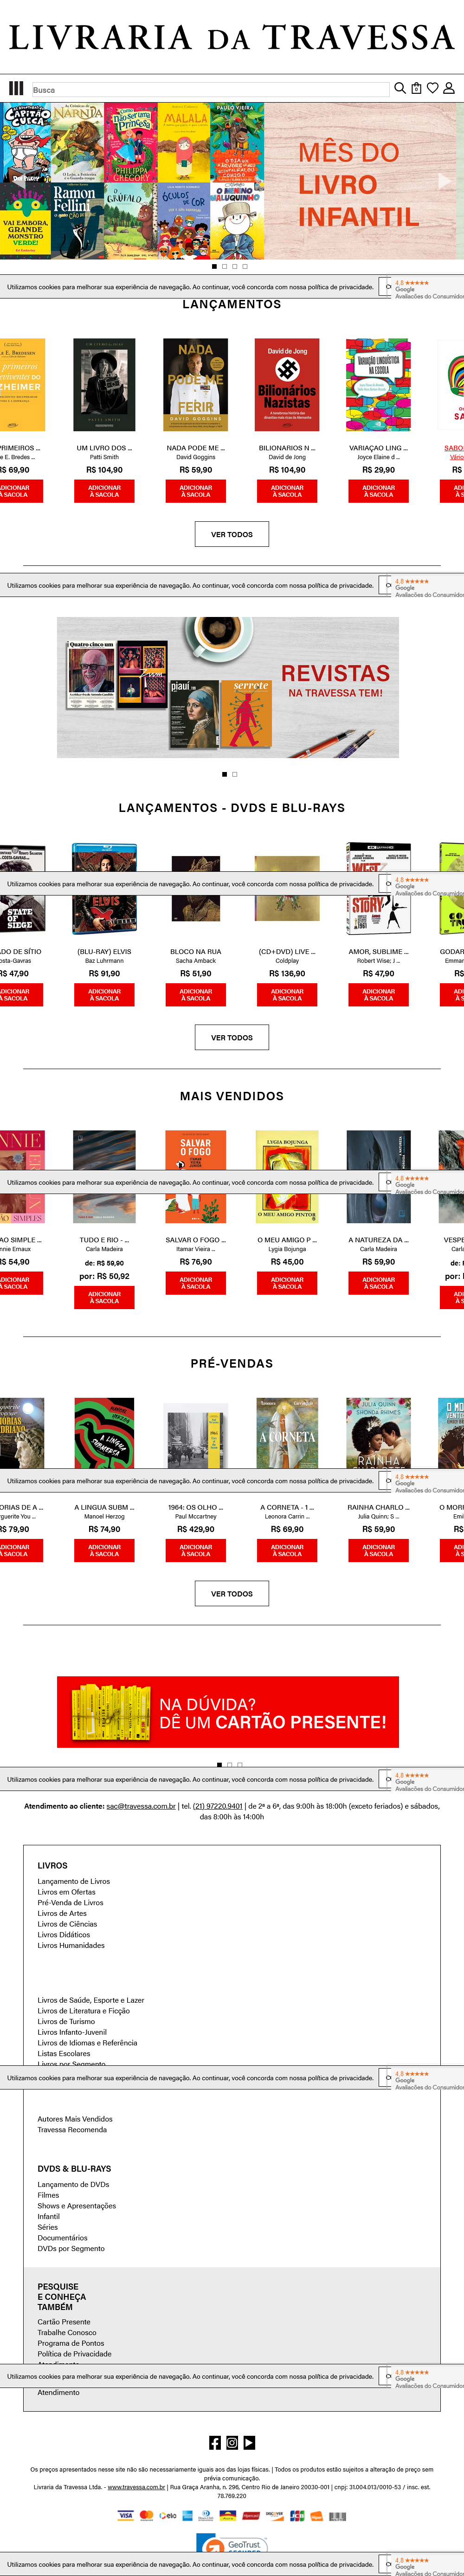 LIVRARIA DA TRAVESSA
Busca
0
MÊS DO
LIVRO
INFANTIL
Utilizamos cookies para melhorar sua experiência de navegação. Ao continuar, você concorda com nossa política de privacidade.
4,8 ★★★★★
Google
Avaliações do Consumidor
LANÇAMENTOS
PRIMEIROS ...
e E. Bredes ...
R$ 69,90
UM LIVRO DOS ...
Patti Smith
R$ 104,90
NADA PODE ME ...
David Goggins
R$ 59,90
BILIONARIOS N ...
David de Jong
R$ 104,90
VARIAÇAO LING ...
Joyce Elaine d ...
R$ 29,90
SABO
Vário
R$
ADICIONAR
À SACOLA
ADICIONAR
À SACOLA
ADICIONAR
À SACOLA
ADICIONAR
À SACOLA
ADICIONAR
À SACOLA
VER TODOS
Utilizamos cookies para melhorar sua experiência de navegação. Ao continuar, você concorda com nossa política de privacidade.
4,8 ★★★★★
Google
Avaliações do Consumidor
Quatro cinco um
piauí
serrote
REVISTAS
NA TRAVESSA TEM!
LANÇAMENTOS - DVDS E BLU-RAYS
Utilizamos cookies para melhorar sua experiência de navegação. Ao continuar, você concorda com nossa política de privacidade.
4,8 ★★★★★
Google
Avaliações do Consumidor
STATE OF SIEGE
ELVIS
STORY
ADO DE SÍTIO
osta-Gavras
R$ 47,90
(BLU-RAY) ELVIS
Baz Luhrmann
R$ 91,90
BLOCO NA RUA
Sacha Amback
R$ 51,90
(CD+DVD) LIVE ...
Coldplay
R$ 136,90
AMOR, SUBLIME ...
Robert Wise; J ...
R$ 47,90
GODAR
Emmar
R$
ADICIONAR
À SACOLA
ADICIONAR
À SACOLA
ADICIONAR
À SACOLA
ADICIONAR
À SACOLA
ADICIONAR
À SACOLA
VER TODOS
MAIS VENDIDOS
SALVAR O FOGO
LYGIA BOJUNGA
Utilizamos cookies para melhorar sua experiência de navegação. Ao continuar, você concorda com nossa política de privacidade.
4,8 ★★★★★
Google
Avaliações do Consumidor
O MEU AMIGO PINTOR
ÃO SIMPLES
AO SIMPLE ...
nnie Ernaux
R$ 54,90
TUDO E RIO - ...
Carla Madeira
de: R$ 59,90
por: R$ 50,92
SALVAR O FOGO ...
Itamar Vieira ...
R$ 76,90
O MEU AMIGO P ...
Lygia Bojunga
R$ 45,00
A NATUREZA DA ...
Carla Madeira
R$ 59,90
VESPE
Carla
de: R
por: R
ADICIONAR
À SACOLA
ADICIONAR
À SACOLA
ADICIONAR
À SACOLA
ADICIONAR
À SACOLA
ADICIONAR
À SACOLA
PRÉ-VENDAS
Utilizamos cookies para melhorar sua experiência de navegação. Ao continuar, você concorda com nossa política de privacidade.
4,8 ★★★★★
Google
Avaliações do Consumidor
ORIAS DE A ...
guerite You ...
R$ 79,90
A LINGUA SUBM ...
Manoel Herzog
R$ 74,90
1964: OS OLHO ...
Paul Mccartney
R$ 429,90
A CORNETA - 1 ...
Leonora Carrin ...
R$ 69,90
RAINHA CHARLO ...
Julia Quinn; S ...
R$ 59,90
O MORR
Emil
R$
ADICIONAR
À SACOLA
ADICIONAR
À SACOLA
ADICIONAR
À SACOLA
ADICIONAR
À SACOLA
ADICIONAR
À SACOLA
VER TODOS
NA DÚVIDA?
DÊ UM CARTÃO PRESENTE!
Utilizamos cookies para melhorar sua experiência de navegação. Ao continuar, você concorda com nossa política de privacidade.
4,8 ★★★★★
Google
Avaliações do Consumidor
Atendimento ao cliente: sac@travessa.com.br | tel. (21) 97220.9401 | de 2ª a 6ª, das 9:00h às 18:00h (exceto feriados) e sábados,
das 8:00h às 14:00h
LIVROS
Lançamento de Livros
Livros em Ofertas
Pré-Venda de Livros
Livros de Artes
Livros de Ciências
Livros Didáticos
Livros Humanidades
Livros de Saúde, Esporte e Lazer
Livros de Literatura e Ficção
Livros de Turismo
Livros Infanto-Juvenil
Livros de Idiomas e Referência
Listas Escolares
Livros por Segmento
Utilizamos cookies para melhorar sua experiência de navegação. Ao continuar, você concorda com nossa política de privacidade.
4,8 ★★★★★
Google
Avaliações do Consumidor
Autores Mais Vendidos
Travessa Recomenda
DVDS & BLU-RAYS
Lançamento de DVDs
Filmes
Shows e Apresentações
Infantil
Séries
Documentários
DVDs por Segmento
PESQUISE
E CONHEÇA
TAMBÉM
Cartão Presente
Trabalhe Conosco
Programa de Pontos
Política de Privacidade
Utilizamos cookies para melhorar sua experiência de navegação. Ao continuar, você concorda com nossa política de privacidade.
4,8 ★★★★★
Google
Avaliações do Consumidor
Atendimento
Os preços apresentados nesse site não são necessariamente iguais aos das lojas físicas. | Todos os produtos estão sujeitos a alteração de preço sem
prévia comunicação.
Livraria da Travessa Ltda. - www.travessa.com.br | Rua Graça Aranha, n. 296, Centro Rio de Janeiro 20030-001 | cnpj: 31.004.013/0010-53 / insc. est.
78.769.220
VISA
elo
GeoTrust
Utilizamos cookies para melhorar sua experiência de navegação. Ao continuar, você concorda com nossa política de privacidade.
4,8 ★★★★★
Google
Avaliações do Consumidor